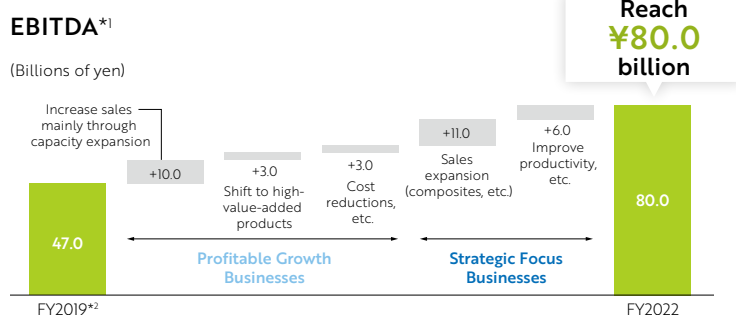 EBITDA*1
(Billions of yen)
Reach
¥80.0
billion
Increase sales
mainly through
capacity expansion
+10.0
+3.0
Shift to high-
value-added
products
+3.0
Cost
reductions,
etc.
+11.0
Sales
expansion
(composites, etc.)
+6.0
Improve
productivity,
etc.
47.0
80.0
Profitable Growth
Businesses
Strategic Focus
Businesses
FY2019*2
FY2022